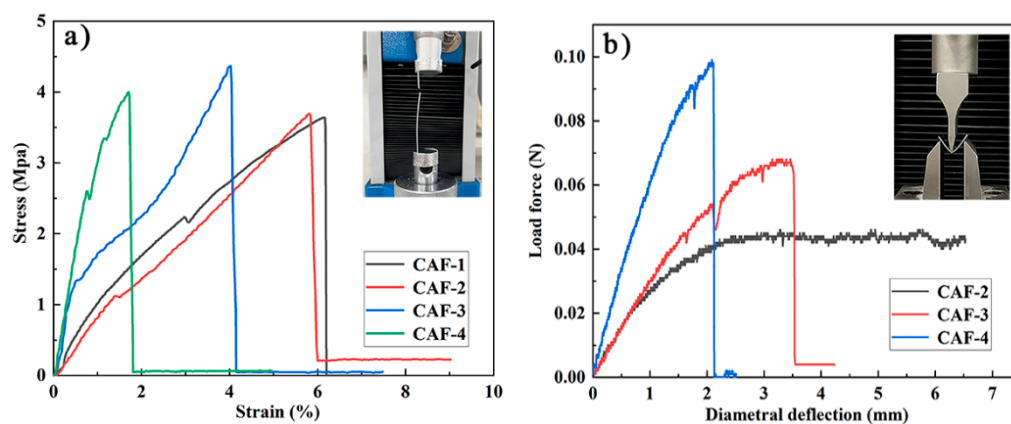 a)
5
4
3
2
1
0
Stress (Mpa)
CAF-1
CAF-2
CAF-3
CAF-4
0 2 4 6 8 10
Strain (%)
b)
0.10
0.08
0.06
0.04
0.02
0.00
Load force (N)
CAF-2
CAF-3
CAF-4
0 1 2 3 4 5 6 7
Diametral deflection (mm)